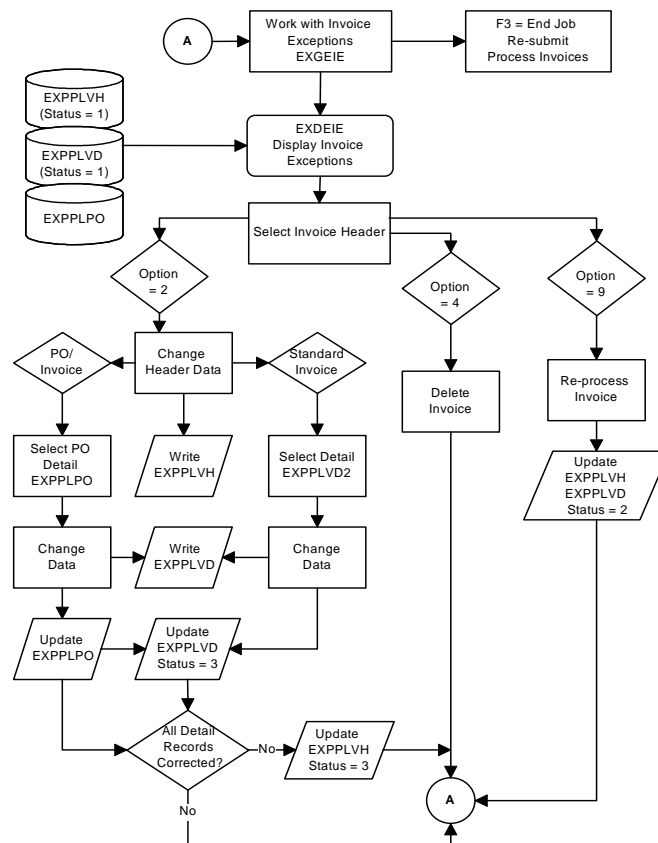 A
Work with Invoice
Exceptions
EXGEIE
F3 = End Job
Re-submit
Process Invoices
EXPPLVH
(Status = 1)
EXPPLVD
(Status = 1)
EXPPLPO
EXDEIE
Display Invoice
Exceptions
Select Invoice Header
Option
= 2
Option
= 4
Option
= 9
PO/
Invoice
Change
Header Data
Standard
Invoice
Delete
Invoice
Re-process
Invoice
Select PO
Detail
EXPPLPO
Write
EXPPLVH
Select Detail
EXPPLVD2
Update
EXPPLVH
EXPPLVD
Status = 2
Change
Data
Write
EXPPLVD
Change
Data
Update
EXPPLPO
Update
EXPPLVD
Status = 3
All Detail
Records
Corrected?
No
Update
EXPPLVH
Status = 3
A
No